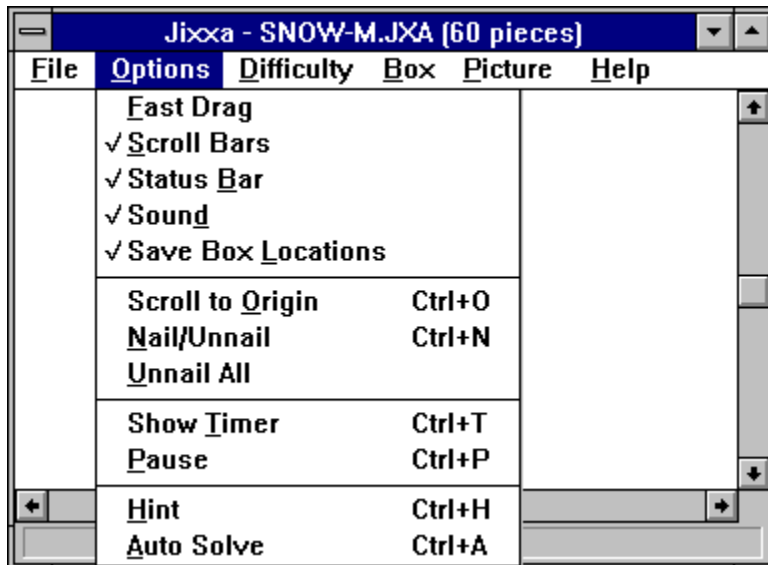 Jixxa - SNOW-M.JXA (60 pieces)
File Options Difficulty Box Picture Help
Fast Drag
√ Scroll Bars
√ Status Bar
√ Sound
√ Save Box Locations
Scroll to Origin Ctrl+O
Nail/Unnail Ctrl+N
Unnail All
Show Timer Ctrl+T
Pause Ctrl+P
Hint Ctrl+H
Auto Solve Ctrl+A